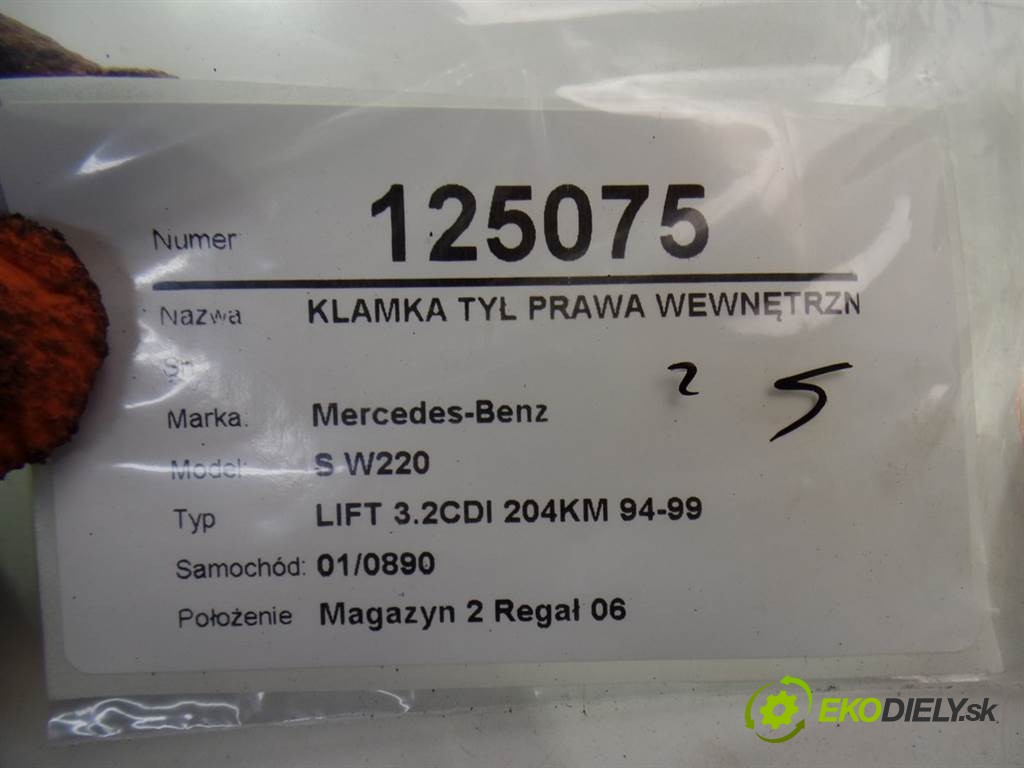 Numer 125075
Nazwa KLAMKA TYŁ PRAWA WEWNĘTRZN
Sn
2 5
Marka. Mercedes-Benz
Model: S W220
Typ LIFT 3.2CDI 204KM 94-99
Samochód: 01/0890
Położenie Magazyn 2 Regał 06
EKODIELY.sk